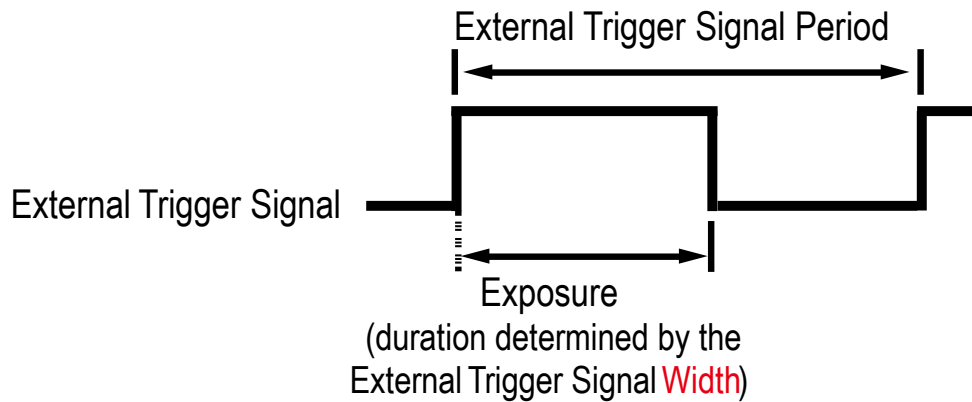 External Trigger Signal Period
External Trigger Signal
Exposure
(duration determined by the
External Trigger Signal Width)